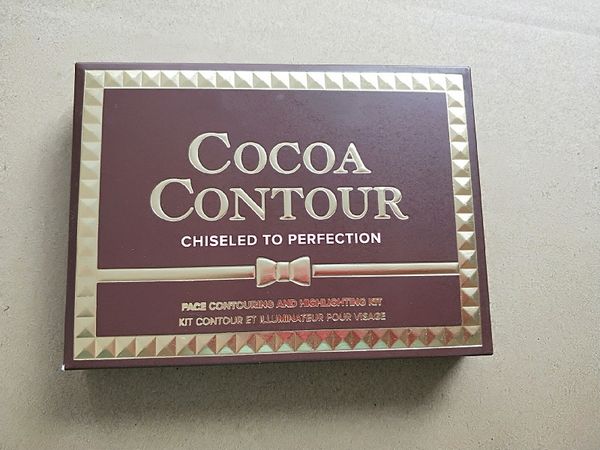 COCOA
CONTOUR
CHISELED TO PERFECTION
FACE CONTOURING AND HIGHLIGHTING KIT
KIT CONTOUR ET ILLUMINATEUR POUR VISAGE